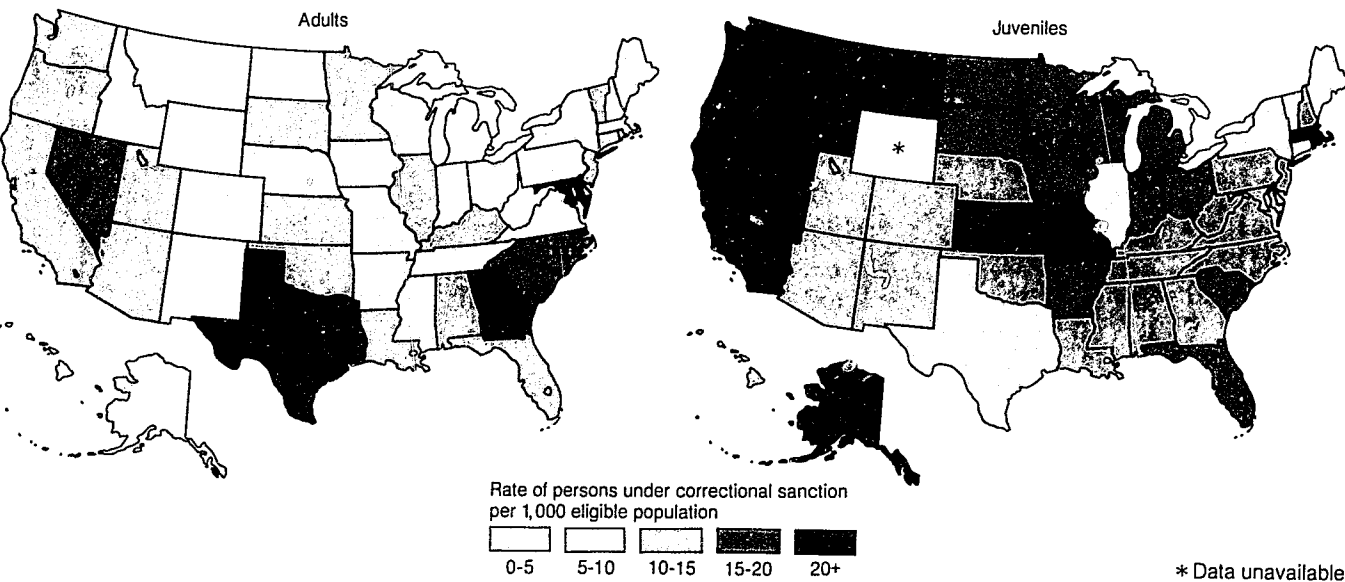 Adults
Juveniles
*
Rate of persons under correctional sanction
per 1,000 eligible population
0-5 5-10 10-15 15-20 20+
* Data unavailable